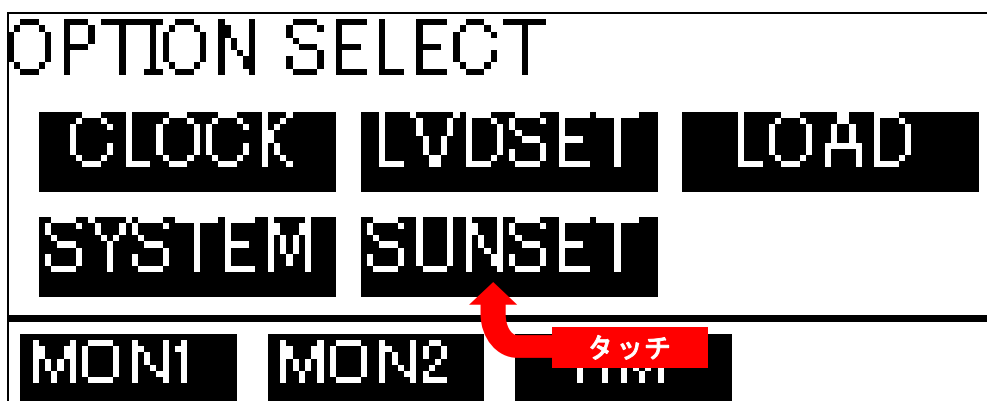 OPTION SELECT
CLOCK LVDSET LOAD
SYSTEM SUNSET
タッチ
MON1 MON2